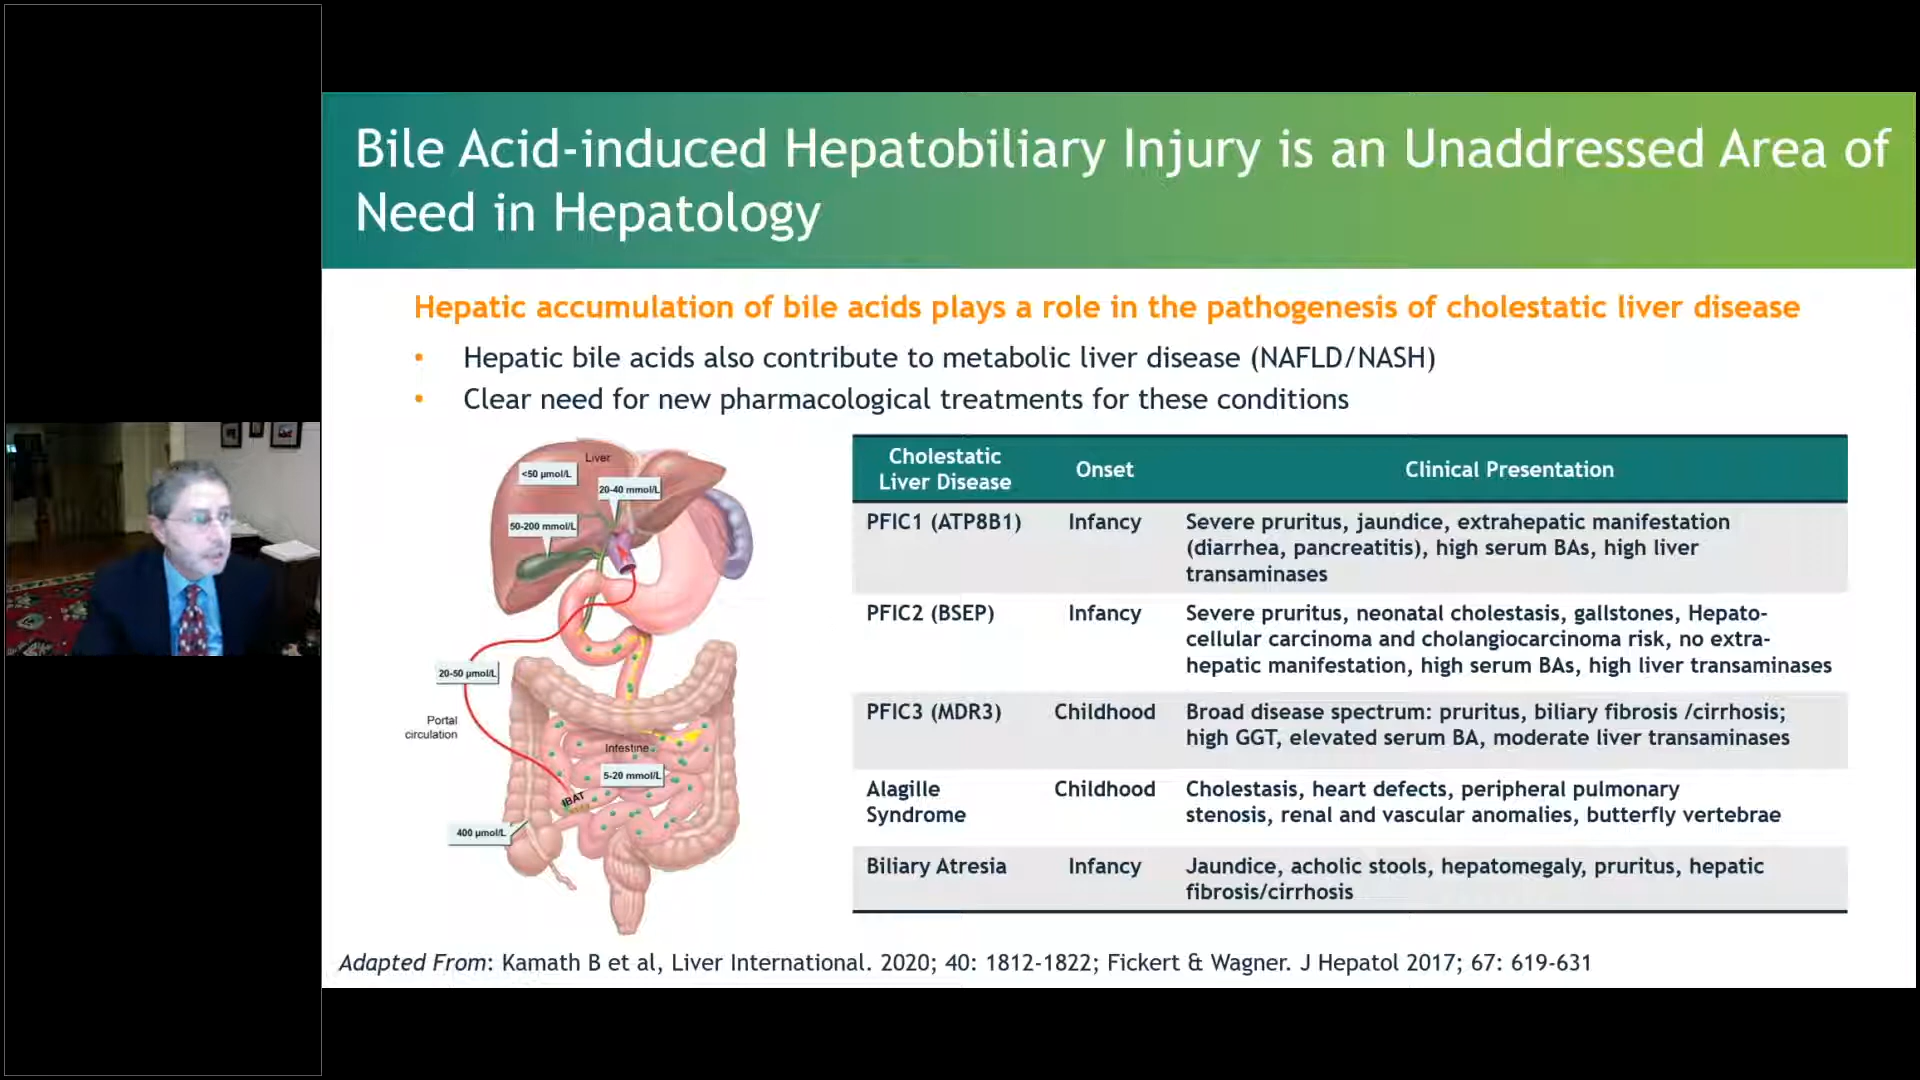 Bile Acid-induced Hepatobiliary Injury is an Unaddressed Area of
Need in Hepatology
Hepatic accumulation of bile acids plays a role in the pathogenesis of cholestatic liver disease
• Hepatic bile acids also contribute to metabolic liver disease (NAFLD/NASH)
• Clear need for new pharmacological treatments for these conditions
Liver
<50 µmol/L
20-40 mmol/L
50-200 mmol/L
20-50 µmol/L
Portal
circulation
Intestine
5-20 mmol/L
IBAT
400 µmol/L
Cholestatic
Liver Disease
Onset
Clinical Presentation
PFIC1 (ATP8B1)
Infancy
Severe pruritus, jaundice, extrahepatic manifestation
(diarrhea, pancreatitis), high serum BAs, high liver
transaminases
PFIC2 (BSEP)
Infancy
Severe pruritus, neonatal cholestasis, gallstones, Hepato-
cellular carcinoma and cholangiocarcinoma risk, no extra-
hepatic manifestation, high serum BAs, high liver transaminases
PFIC3 (MDR3)
Childhood
Broad disease spectrum: pruritus, biliary fibrosis /cirrhosis;
high GGT, elevated serum BA, moderate liver transaminases
Alagille
Syndrome
Childhood
Cholestasis, heart defects, peripheral pulmonary
stenosis, renal and vascular anomalies, butterfly vertebrae
Biliary Atresia
Infancy
Jaundice, acholic stools, hepatomegaly, pruritus, hepatic
fibrosis/cirrhosis
Adapted From: Kamath B et al, Liver International. 2020; 40: 1812-1822; Fickert & Wagner. J Hepatol 2017; 67: 619-631